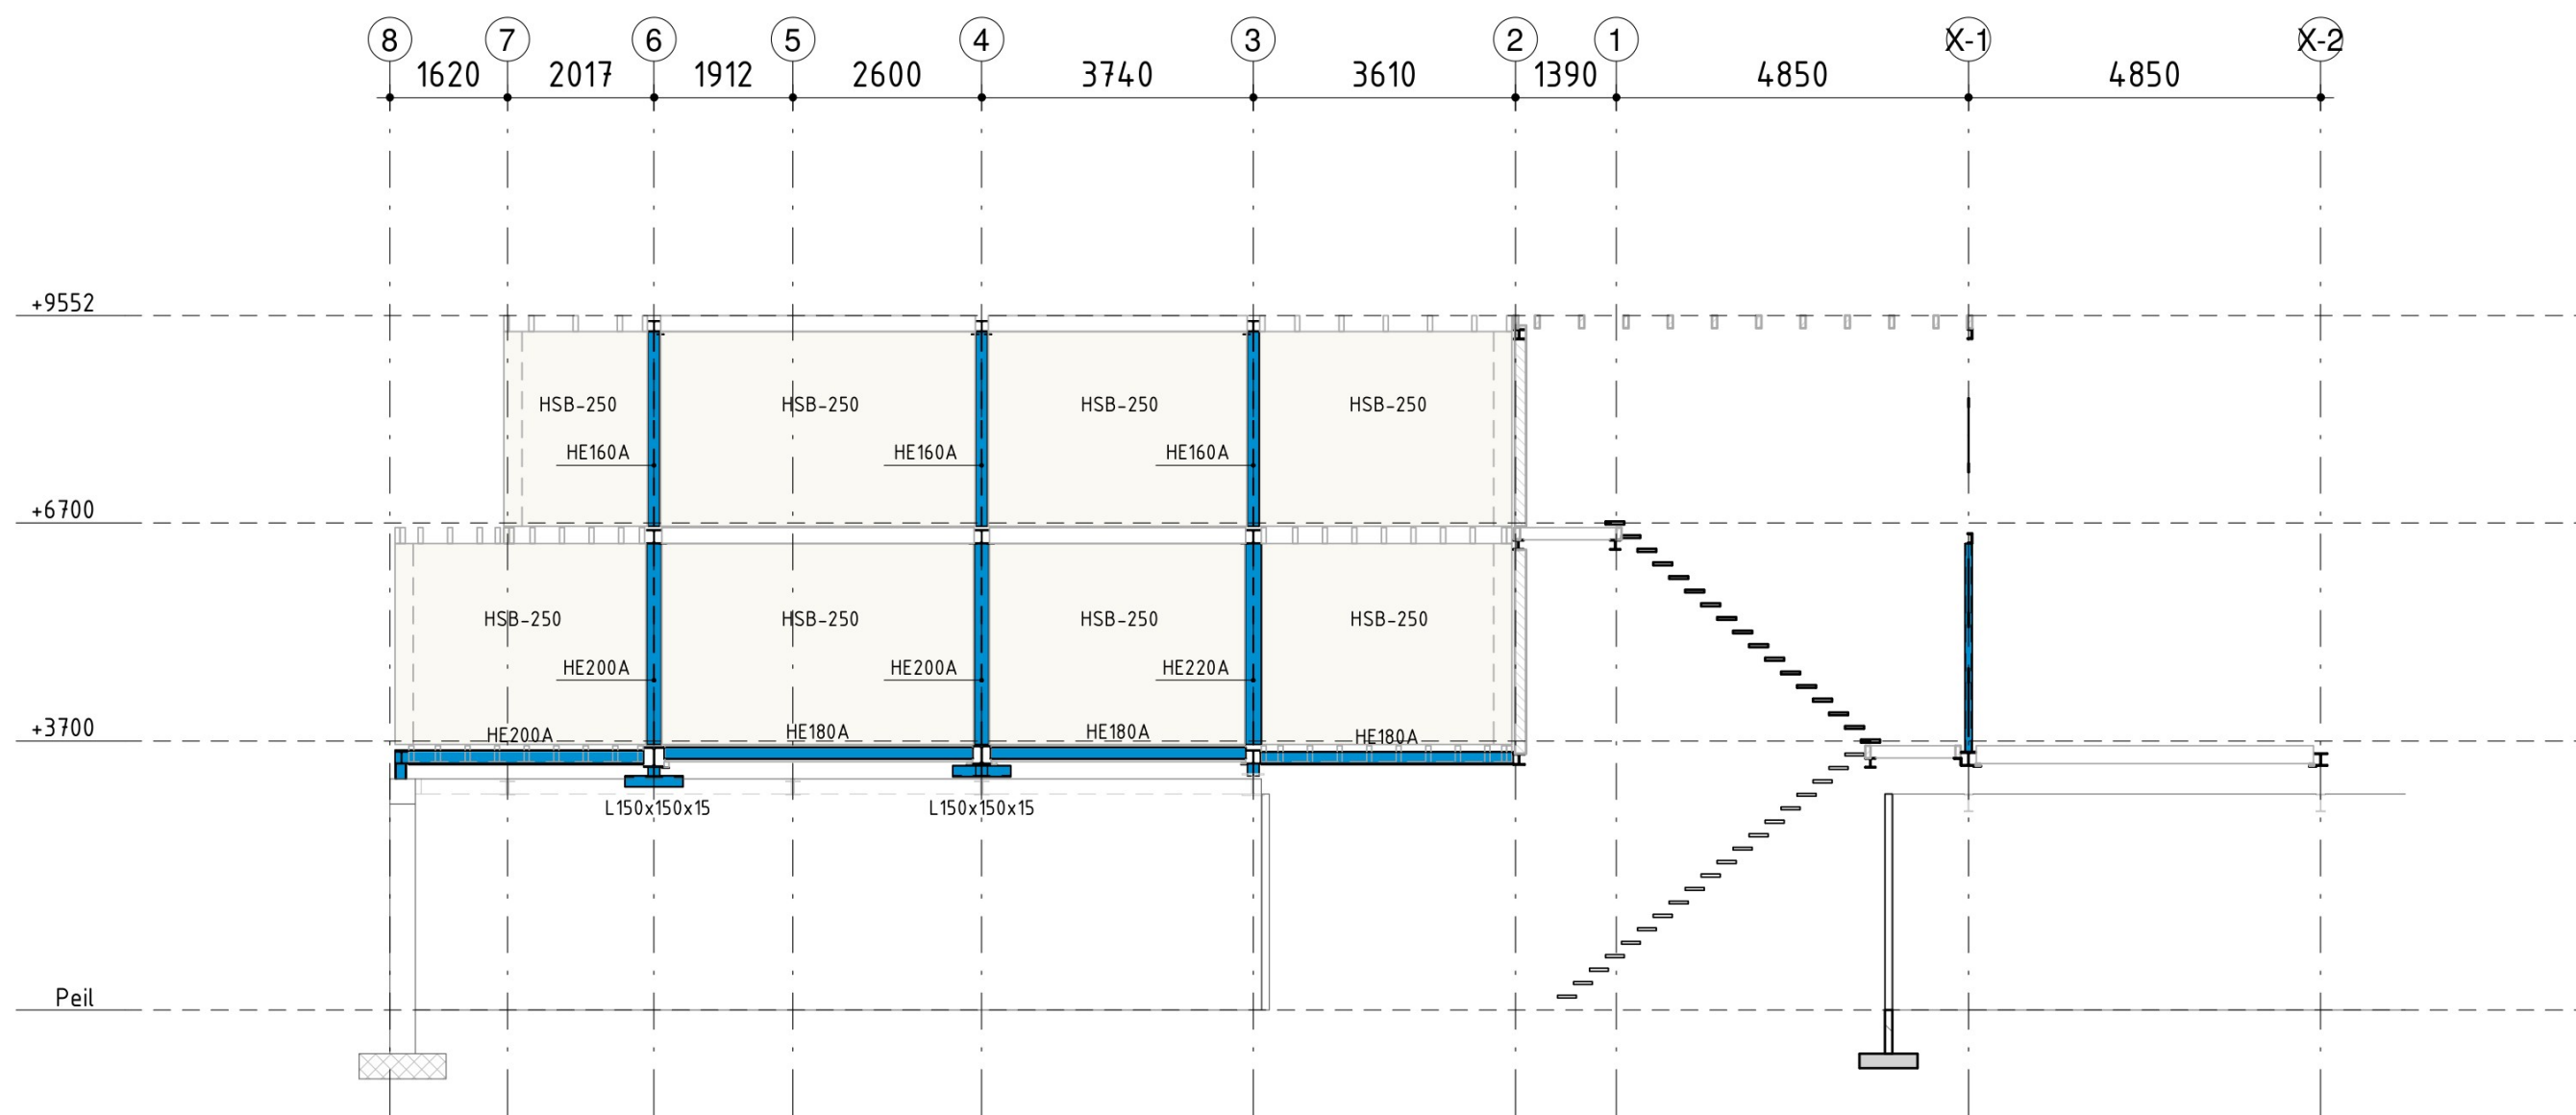 8 7 6 5 4 3 2 1 X-1 X-2
1620 2017 1912 2600 3740 3610 1390 4850 4850
+9552
HSB-250 HSB-250 HSB-250 HSB-250
HE160A HE160A HE160A
+6700
HSB-250 HSB-250 HSB-250 HSB-250
HE200A HE200A HE220A
+3700
HE200A HE180A HE180A HE180A
L150x150x15 L150x150x15
Peil